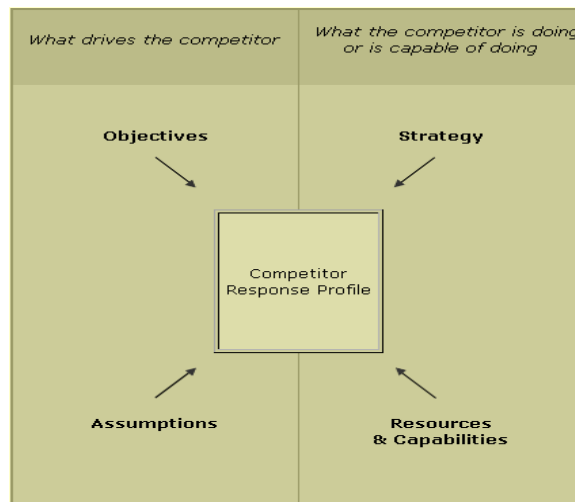 What drives the competitor
What the competitor is doing
or is capable of doing
Objectives
Strategy
Competitor
Response Profile
Assumptions
Resources
& Capabilities